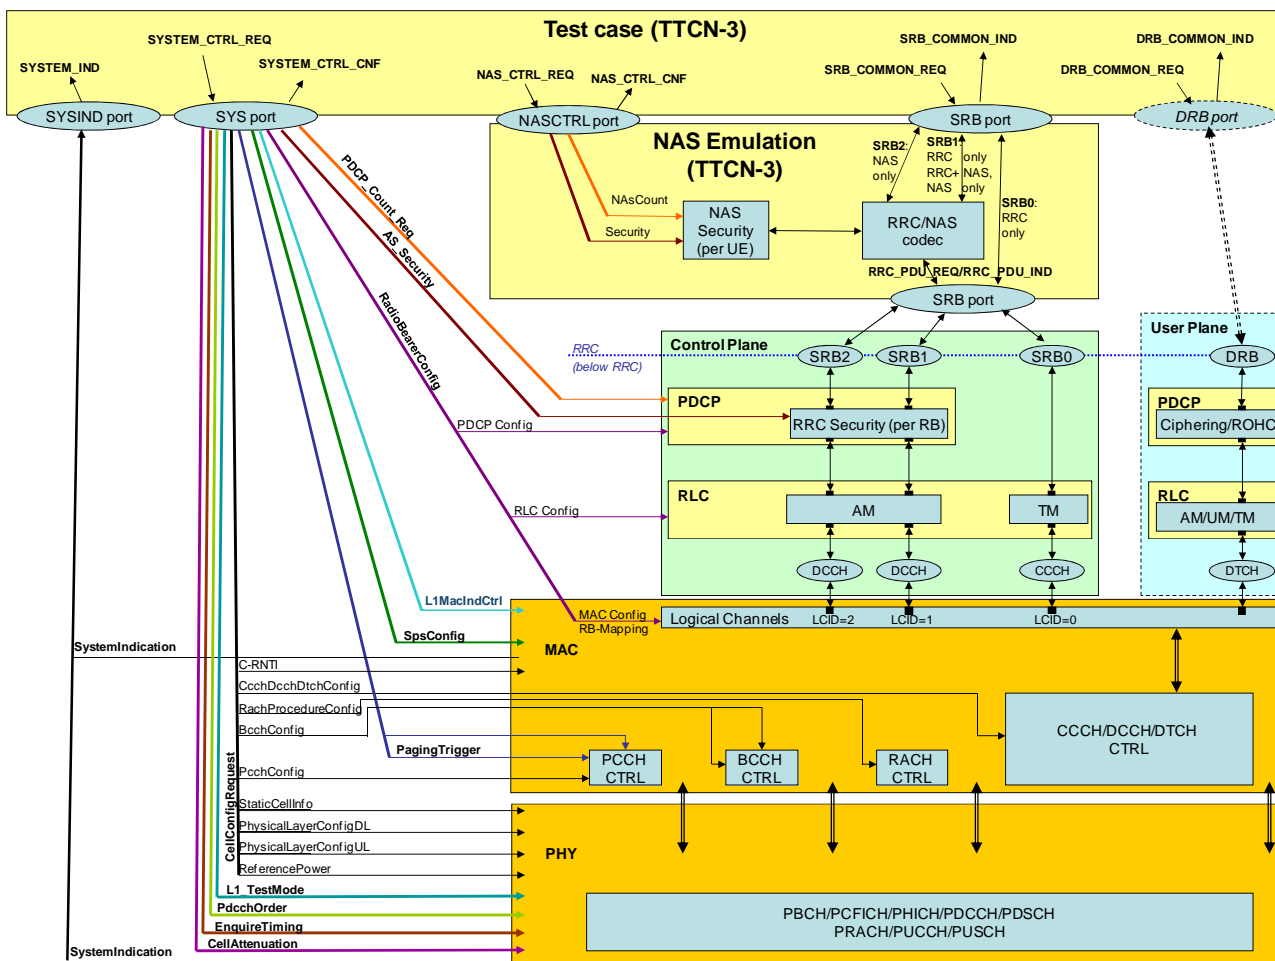 Test case (TTCN-3)
SYSTEM_CTRL_REQ
SYSTEM_IND
SYSTEM_CTRL_CNF
NAS_CTRL_REQ
NAS_CTRL_CNF
SRB_COMMON_IND
SRB_COMMON_REQ
DRB_COMMON_IND
DRB_COMMON_REQ
SYSIND port
SYS port
NASCTRL port
SRB port
DRB port
NAS Emulation
(TTCN-3)
SRB2:
NAS
only
SRB1:
RRC only
RRC+ NAS,
NAS only
SRB0:
RRC
only
NAsCount
Security
NAS
Security
(per UE)
RRC/NAS
codec
RRC_PDU_REQ/RRC_PDU_IND
SRB port
PDCP_Count_Req
AS_Security
RadioBearerConfig
Control Plane
User Plane
RRC
(below RRC)
SRB2
SRB1
SRB0
DRB
PDCP
RRC Security (per RB)
PDCP
Ciphering/ROHC
PDCP Config
RLC
AM
TM
RLC
AM/UM/TM
RLC Config
DCCH
DCCH
CCCH
DTCH
L1MacIndCtrl
MAC Config
RB-Mapping
Logical Channels
LCID=2
LCID=1
LCID=0
SpsConfig
MAC
SystemIndication
C-RNTI
CcchDcchDtchConfig
RachProcedureConfig
BcchConfig
PagingTrigger
PcchConfig
PCCH
CTRL
BCCH
CTRL
RACH
CTRL
CCCH/DCCH/DTCH
CTRL
CellConfigRequest
StaticCellInfo
PhysicalLayerConfigDL
PhysicalLayerConfigUL
ReferencePower
PHY
L1_TestMode
PdcchOrder
EnquireTiming
CellAttenuation
SystemIndication
PBCH/PCFICH/PHICH/PDCCH/PDSCH
PRACH/PUCCH/PUSCH